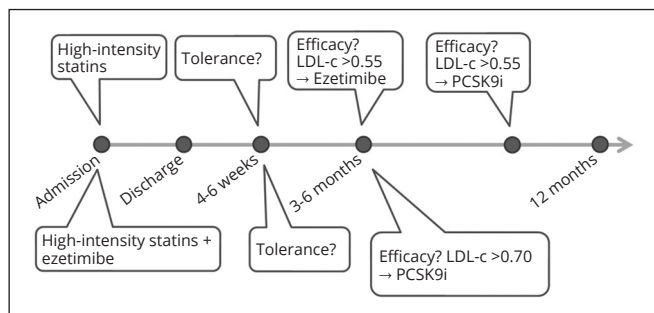 High-intensity
statins
Tolerance?
Efficacy?
LDL-c >0.55
→ Ezetimibe
Efficacy?
LDL-c >0.55
→ PCSK9i
Admission
Discharge
4-6 weeks
3-6 months
12 months
High-intensity statins +
ezetimibe
Tolerance?
Efficacy? LDL-c >0.70
→ PCSK9i